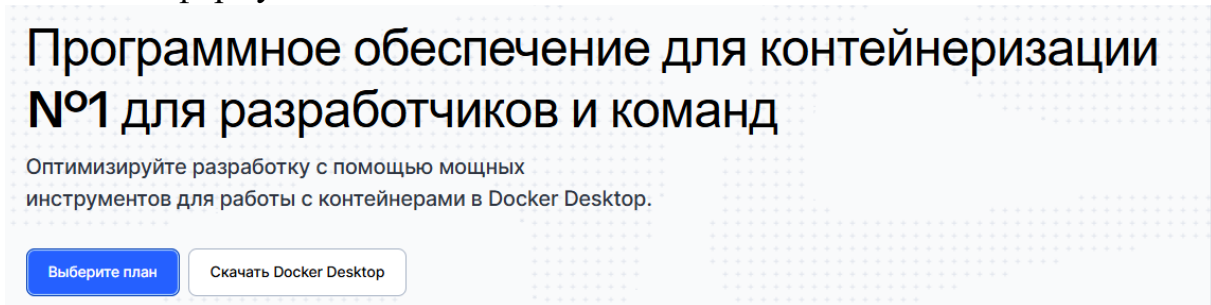 Программное обеспечение для контейнеризации
№1 для разработчиков и команд
Оптимизируйте разработку с помощью мощных
инструментов для работы с контейнерами в Docker Desktop.
Выберите план
Скачать Docker Desktop